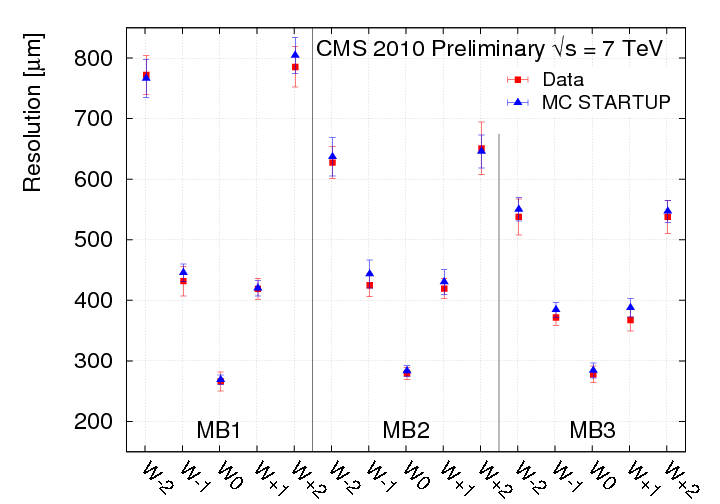 CMS 2010 Preliminary √s = 7 TeV
Data
MC STARTUP
Resolution [μm]
800
700
600
500
400
300
200
MB1 MB2 MB3
W-2 W-1 W0 W+1 W+2 W-2 W-1 W0 W+1 W+2 W-2 W-1 W0 W+1 W+2